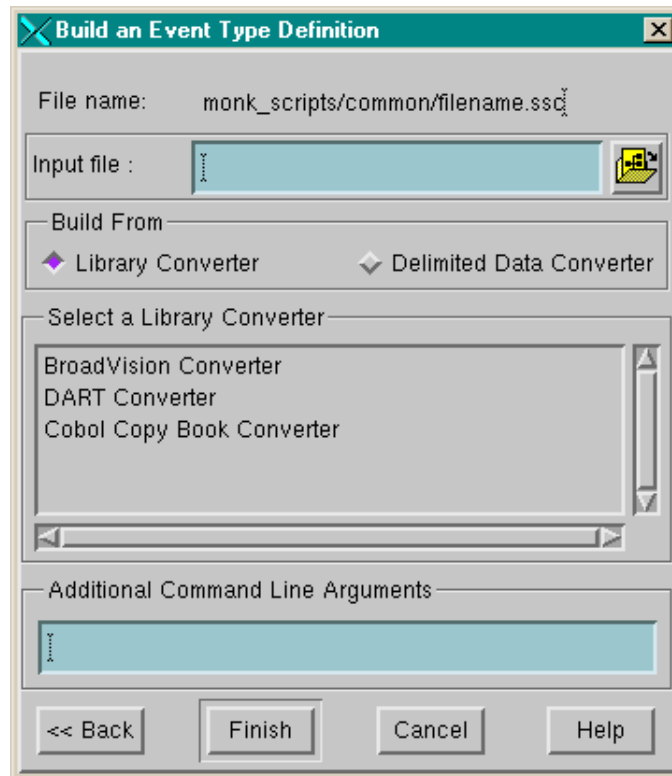 Build an Event Type Definition
File name: monk_scripts/common/filename.ssc
Input file :
Build From
Library Converter Delimited Data Converter
Select a Library Converter
BroadVision Converter
DART Converter
Cobol Copy Book Converter
Additional Command Line Arguments
<< Back Finish Cancel Help